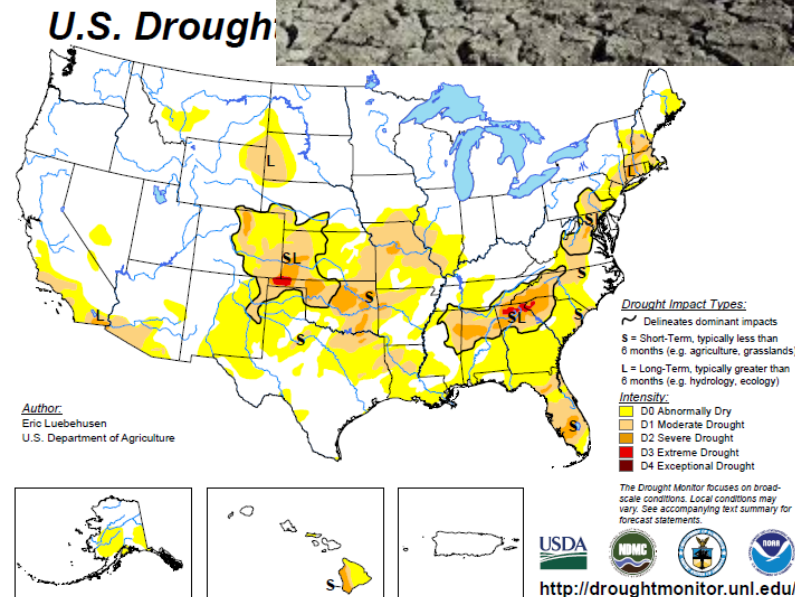 U.S. Drought
L
L
SL
SL
S
S
S
SL
S
S
L
S
Drought Impact Types:
Delineates dominant impacts
S = Short-Term, typically less than
6 months (e.g. agriculture, grasslands)
L = Long-Term, typically greater than
6 months (e.g. hydrology, ecology)
Intensity:
D0 Abnormally Dry
D1 Moderate Drought
D2 Severe Drought
D3 Extreme Drought
D4 Exceptional Drought
Author:
Eric Luebehusen
U.S. Department of Agriculture
The Drought Monitor focuses on broad-
scale conditions. Local conditions may
vary. See accompanying text summary for
forecast statements.
S
USDA
NDMC
NOAA
http://droughtmonitor.unl.edu/